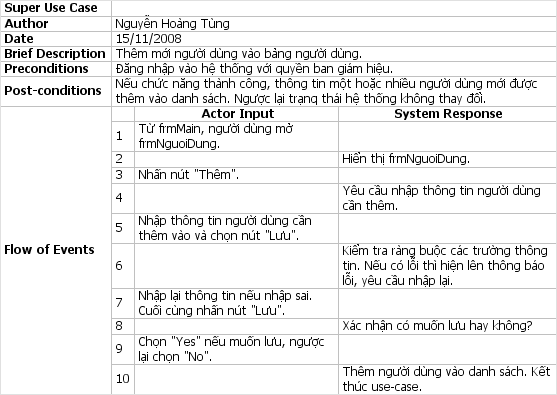 Super Use Case
Author Nguyễn Hoàng Tùng
Date 15/11/2008
Brief Description Thêm mới người dùng vào bảng người dùng.
Preconditions Đăng nhập vào hệ thống với quyền ban giám hiệu.
Post-conditions Nếu chức năng thành công, thông tin một hoặc nhiều người dùng mới được
thêm vào danh sách. Ngược lại trạng thái hệ thống không thay đổi.
Flow of Events
Actor Input System Response
1 Từ frmMain, người dùng mở
frmNguoiDung.
2 Hiển thị frmNguoiDung.
3 Nhấn nút "Thêm".
4 Yêu cầu nhập thông tin người dùng
cần thêm.
5 Nhập thông tin người dùng cần
thêm vào và chọn nút "Lưu".
6 Kiểm tra ràng buộc các trường thông
tin. Nếu có lỗi thì hiện lên thông báo
lỗi, yêu cầu nhập lại.
7 Nhập lại thông tin nếu nhập sai.
Cuối cùng nhấn nút "Lưu".
8 Xác nhận có muốn lưu hay không?
9 Chọn "Yes" nếu muốn lưu, ngược
lại chọn "No".
10 Thêm người dùng vào danh sách. Kết
thúc use-case.